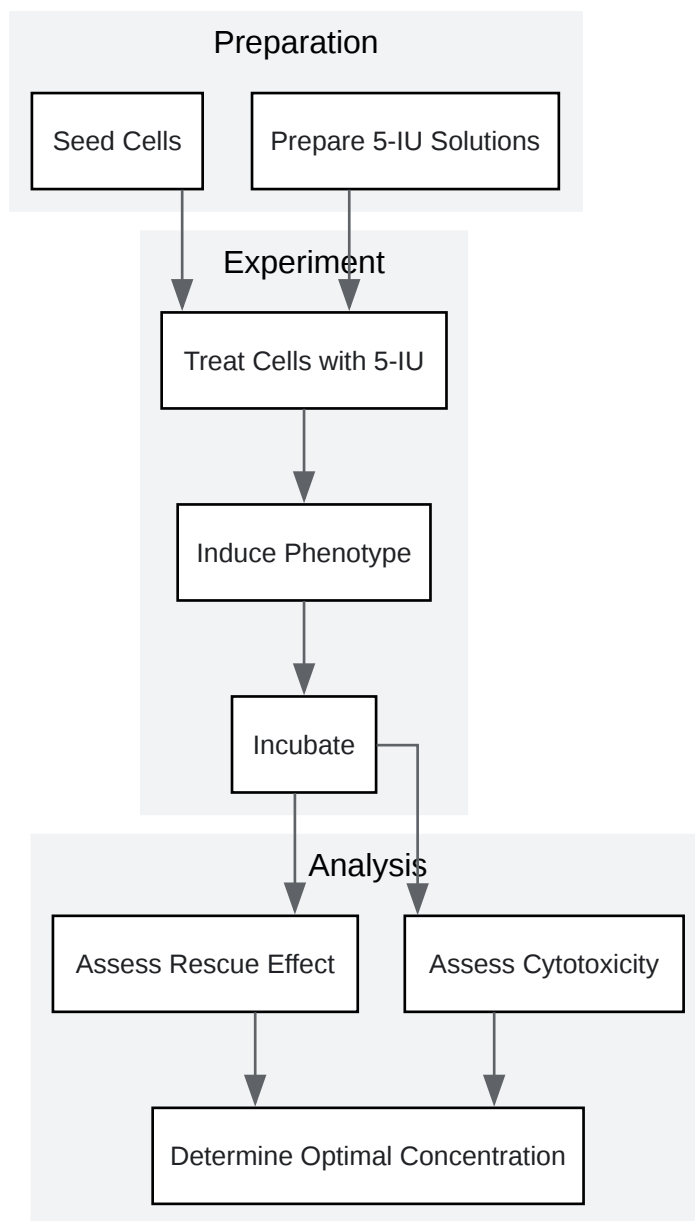 Preparation
Seed Cells
Prepare 5-IU Solutions
Experiment
Treat Cells with 5-IU
Induce Phenotype
Incubate
Analysis
Assess Rescue Effect
Assess Cytotoxicity
Determine Optimal Concentration